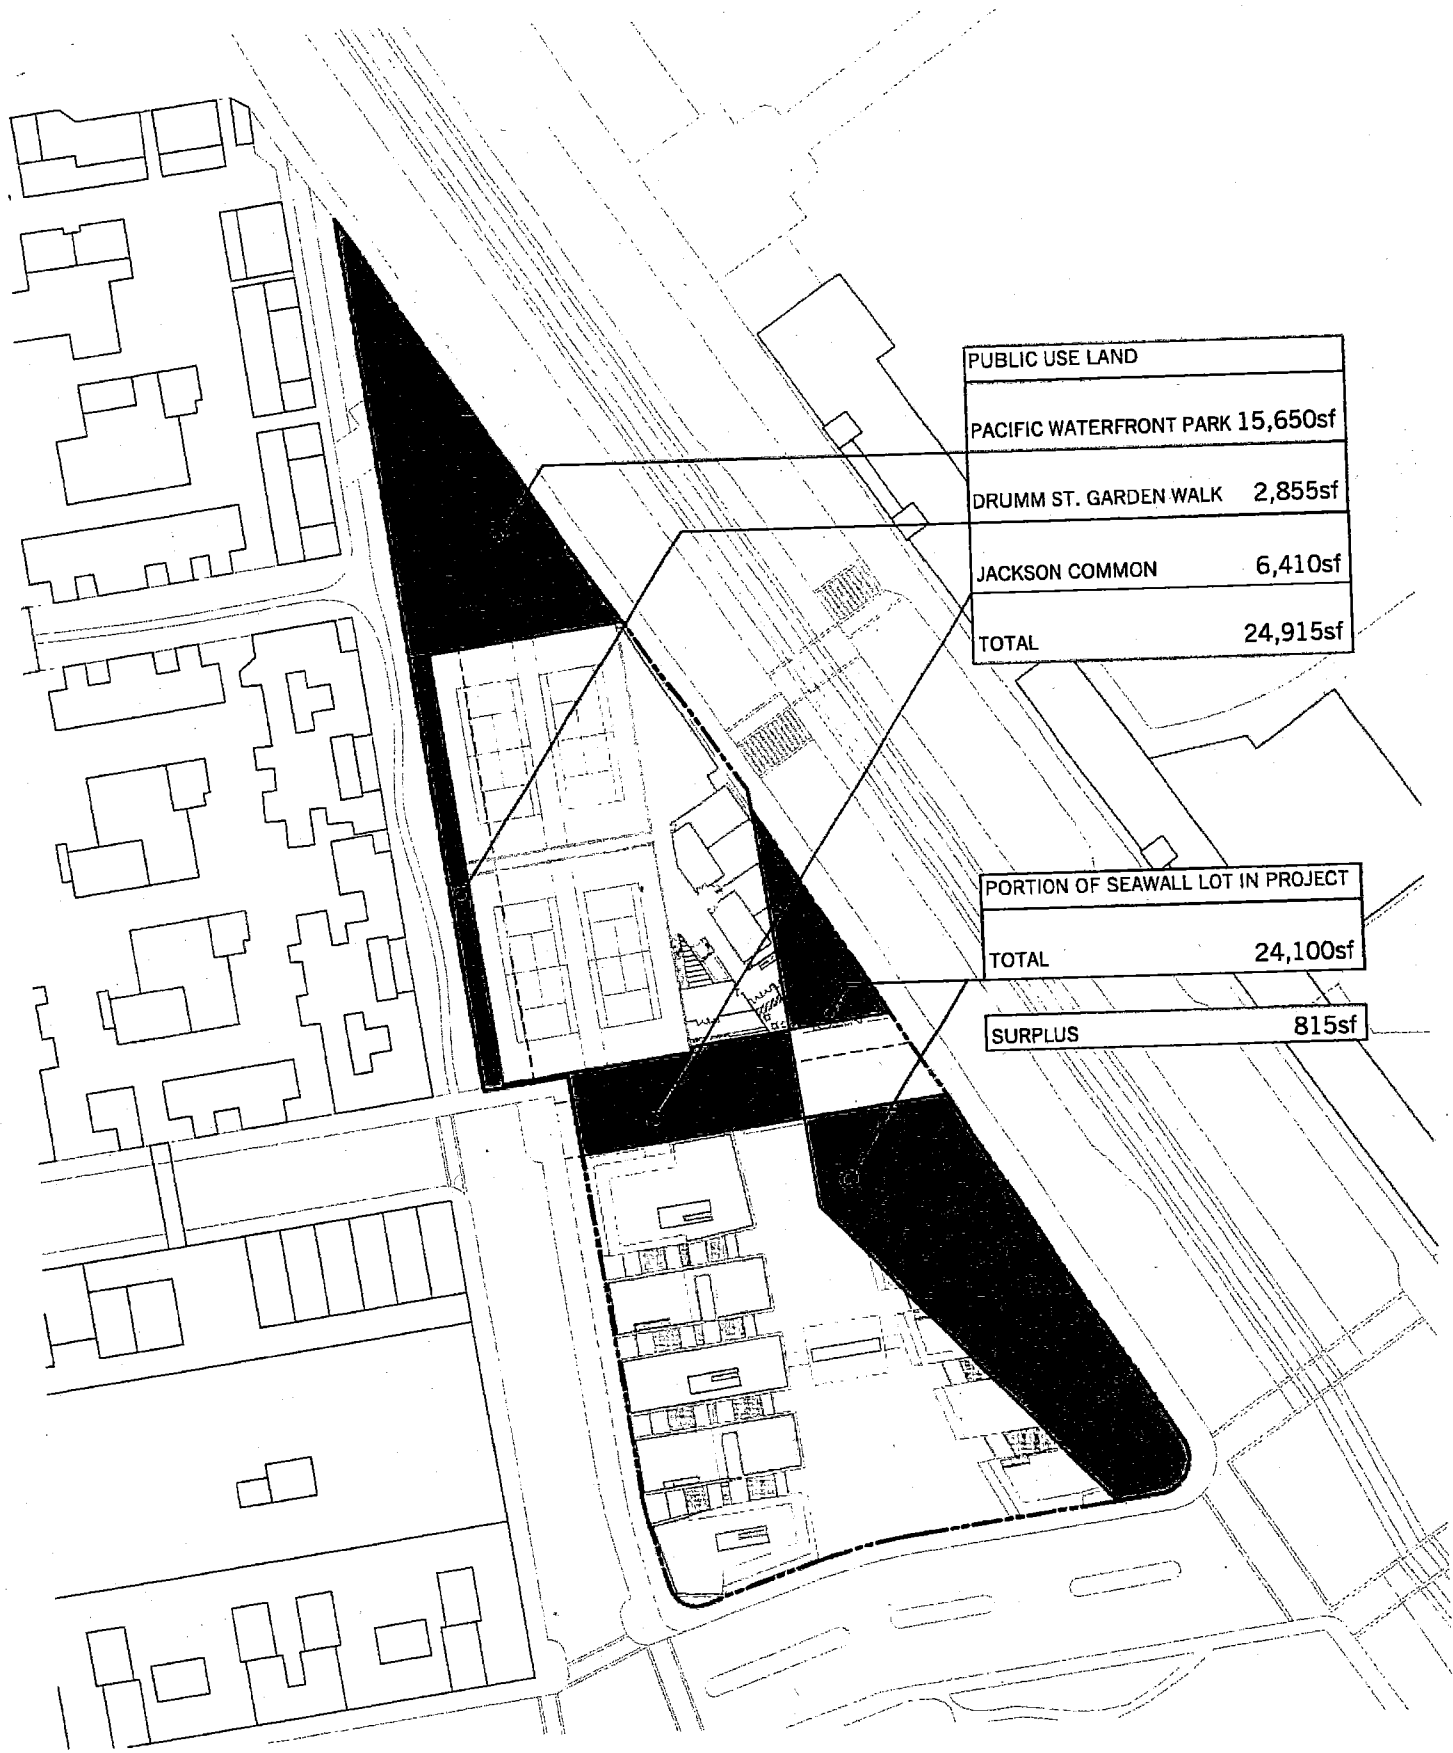 PUBLIC USE LAND
PACIFIC WATERFRONT PARK 15,650sf
DRUMM ST. GARDEN WALK 2,855sf
JACKSON COMMON 6,410sf
TOTAL 24,915sf
PORTION OF SEAWALL LOT IN PROJECT
TOTAL 24,100sf
SURPLUS 815sf